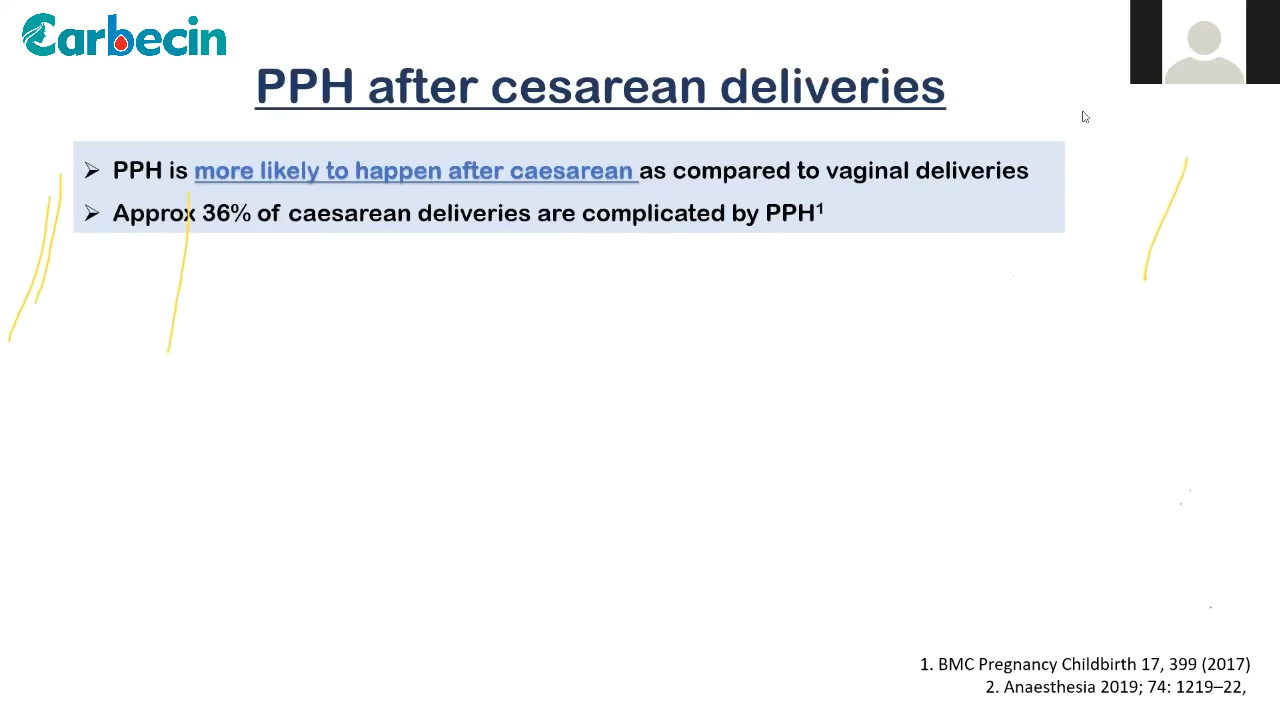 Carbecin
PPH after cesarean deliveries
➢ PPH is more likely to happen after caesarean as compared to vaginal deliveries
➢ Approx 36% of caesarean deliveries are complicated by PPH¹
1. BMC Pregnancy Childbirth 17, 399 (2017)
2. Anaesthesia 2019; 74: 1219–22,